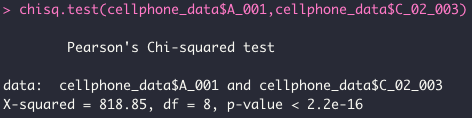 > chisq.test(cellphone_data$A_001,cellphone_data$C_02_003)
Pearson's Chi-squared test
data:  cellphone_data$A_001 and cellphone_data$C_02_003
X-squared = 818.85, df = 8, p-value < 2.2e-16